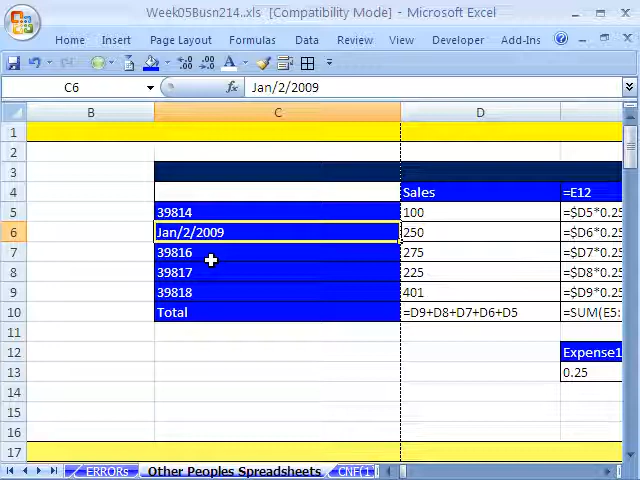 Week05Busn214..xls [Compatibility Mode] - Microsoft Excel
Home Insert Page Layout Formulas Data Review View Developer Add-Ins
C6 fx Jan/2/2009
B C D
1
2
3
4 Sales =E12
5 39814 100 =$D5*0.25
6 Jan/2/2009 250 =$D6*0.25
7 39816 275 =$D7*0.25
8 39817 225 =$D8*0.25
9 39818 401 =$D9*0.25
10 Total =D9+D8+D7+D6+D5 =SUM(E5:
11
12 Expense1
13 0.25
14
15
16
17
ERRORs Other Peoples Spreadsheets CNF(1